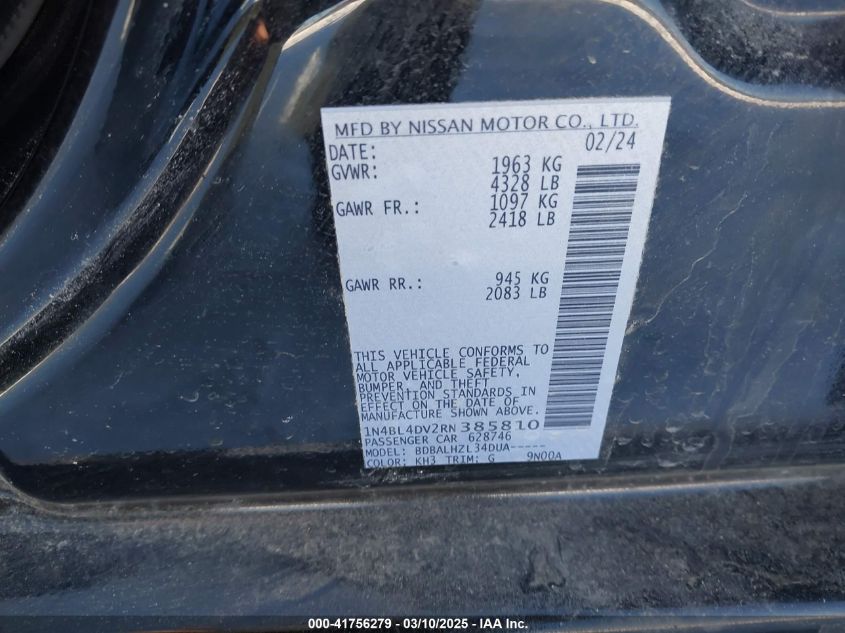 MFD BY NISSAN MOTOR CO., LTD.
DATE: 02/24
GVWR: 1963 KG
4328 LB
GAWR FR.: 1097 KG
2418 LB
GAWR RR.: 945 KG
2083 LB
THIS VEHICLE CONFORMS TO
ALL APPLICABLE FEDERAL
MOTOR VEHICLE SAFETY,
BUMPER, AND THEFT
PREVENTION STANDARDS IN
EFFECT ON THE DATE OF
MANUFACTURE SHOWN ABOVE.
1N4BL4DV2RN385810
PASSENGER CAR 628746
MODEL: BDBALHZL34DUA-----
COLOR: KH3 TRIM: G 9N00A
000-41756279 - 03/10/2025 - IAA Inc.